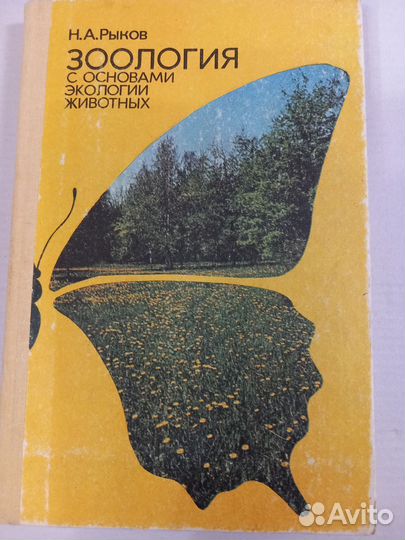 Н.А.Рыков
ЗООЛОГИЯ
С ОСНОВАМИ
ЭКОЛОГИИ
ЖИВОТНЫХ
Avito